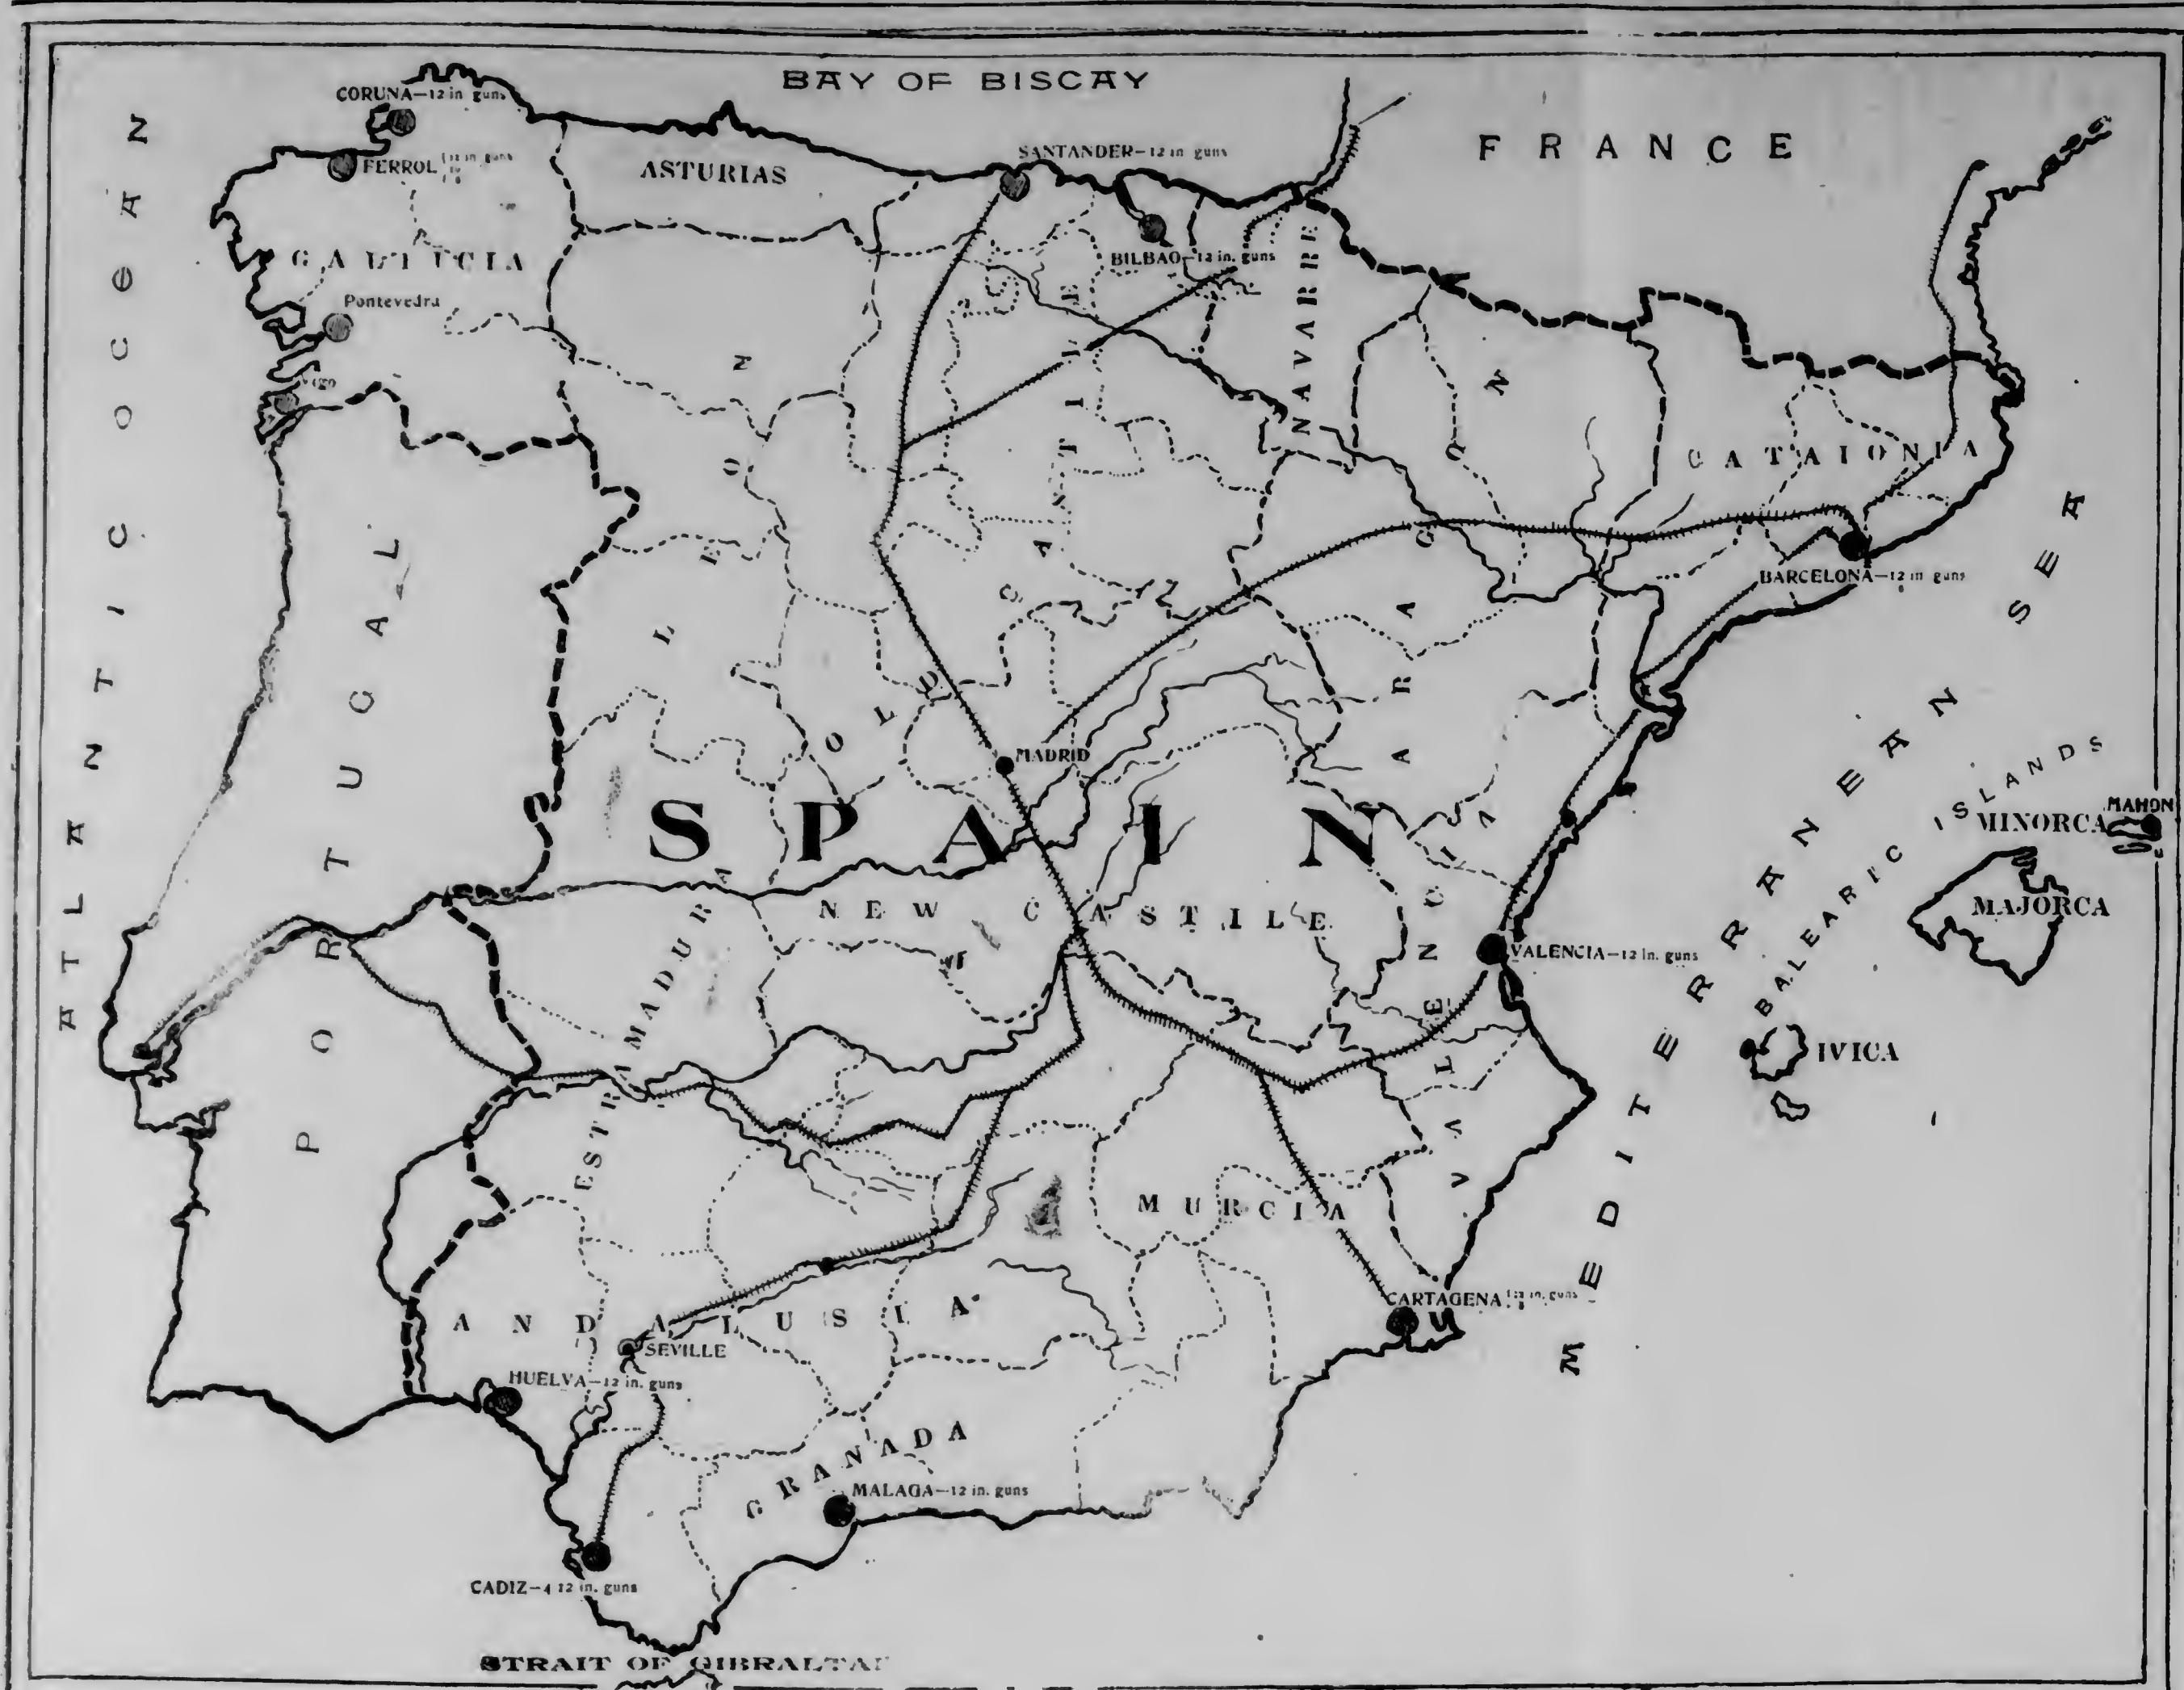 BAY OF BISCAY
CORUNA—12 in guns
FERROL
ASTURIAS
SANTANDER—12 in guns
FRANCE
ATLANTIC OCEAN
GALICIA
BILBAO—12 in. guns
NAVARRE
Pontevedra
LEON
OLD CASTILE
ARAGON
CATALONIA
BARCELONA—12 in guns
PORTUGAL
MADRID
SPAIN
MEDITERRANEAN SEA
BALEARIC ISLANDS
MAHON
MINORCA
MAJORCA
IVICA
NEW CASTILE
ESTRAMADURA
VALENCIA
VALENCIA—12 in. guns
MURCIA
CARTAGENA
ANDALUSIA
SEVILLE
HUELVA—12 in. guns
GRANADA
MALAGA—12 in. guns
CADIZ—4 12 in. guns
STRAIT OF GIBRALTAR